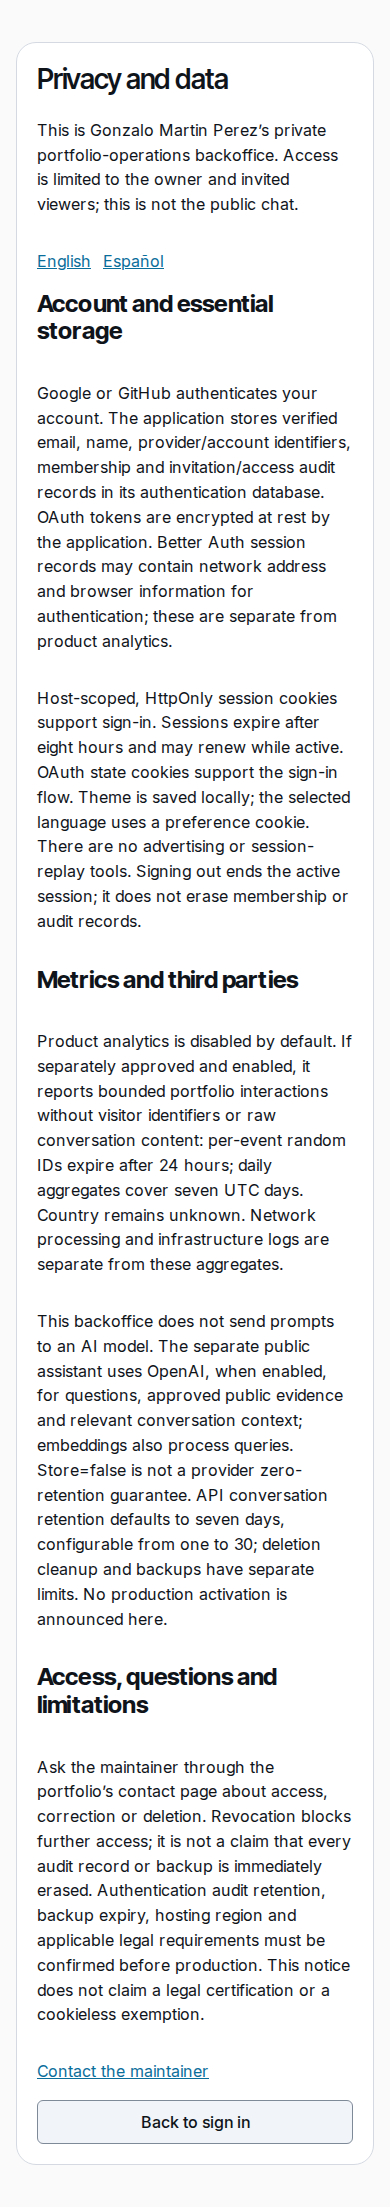 Privacy and data
This is Gonzalo Martin Perez’s private
portfolio-operations backoffice. Access
is limited to the owner and invited
viewers; this is not the public chat.
English Español
Account and essential
storage
Google or GitHub authenticates your
account. The application stores verified
email, name, provider/account identifiers,
membership and invitation/access audit
records in its authentication database.
OAuth tokens are encrypted at rest by
the application. Better Auth session
records may contain network address
and browser information for
authentication; these are separate from
product analytics.
Host-scoped, HttpOnly session cookies
support sign-in. Sessions expire after
eight hours and may renew while active.
OAuth state cookies support the sign-in
flow. Theme is saved locally; the selected
language uses a preference cookie.
There are no advertising or session-
replay tools. Signing out ends the active
session; it does not erase membership or
audit records.
Metrics and third parties
Product analytics is disabled by default. If
separately approved and enabled, it
reports bounded portfolio interactions
without visitor identifiers or raw
conversation content: per-event random
IDs expire after 24 hours; daily
aggregates cover seven UTC days.
Country remains unknown. Network
processing and infrastructure logs are
separate from these aggregates.
This backoffice does not send prompts
to an AI model. The separate public
assistant uses OpenAI, when enabled,
for questions, approved public evidence
and relevant conversation context;
embeddings also process queries.
Store=false is not a provider zero-
retention guarantee. API conversation
retention defaults to seven days,
configurable from one to 30; deletion
cleanup and backups have separate
limits. No production activation is
announced here.
Access, questions and
limitations
Ask the maintainer through the
portfolio’s contact page about access,
correction or deletion. Revocation blocks
further access; it is not a claim that every
audit record or backup is immediately
erased. Authentication audit retention,
backup expiry, hosting region and
applicable legal requirements must be
confirmed before production. This notice
does not claim a legal certification or a
cookieless exemption.
Contact the maintainer
Back to sign in